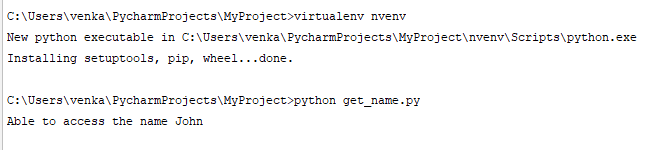 C:\Users\venka\PycharmProjects\MyProject>virtualenv nvenv
New python executable in C:\Users\venka\PycharmProjects\MyProject\nvenv\Scripts\python.exe
Installing setuptools, pip, wheel...done.
C:\Users\venka\PycharmProjects\MyProject>python get_name.py
Able to access the name John